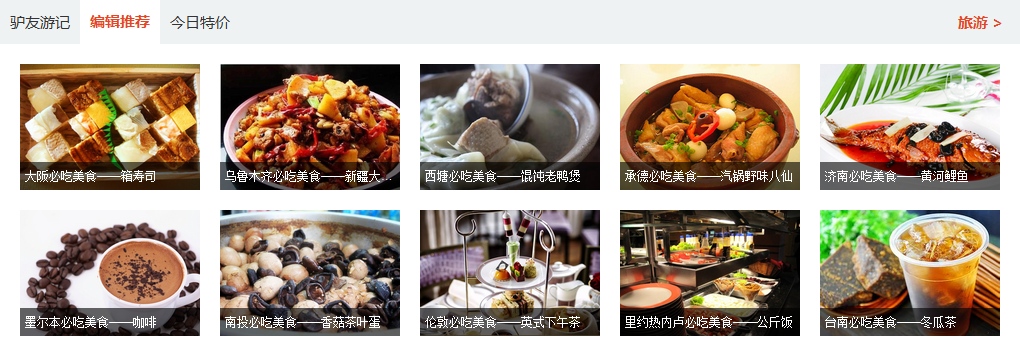 驴友游记 编辑推荐 今日特价 旅游 >
大阪必吃美食——箱寿司
乌鲁木齐必吃美食——新疆大...
西塘必吃美食——馄饨老鸭煲
承德必吃美食——汽锅野味八仙
济南必吃美食——黄河鲤鱼
墨尔本必吃美食——咖啡
南投必吃美食——香菇茶叶蛋
伦敦必吃美食——英式下午茶
里约热内卢必吃美食——公斤饭
台南必吃美食——冬瓜茶